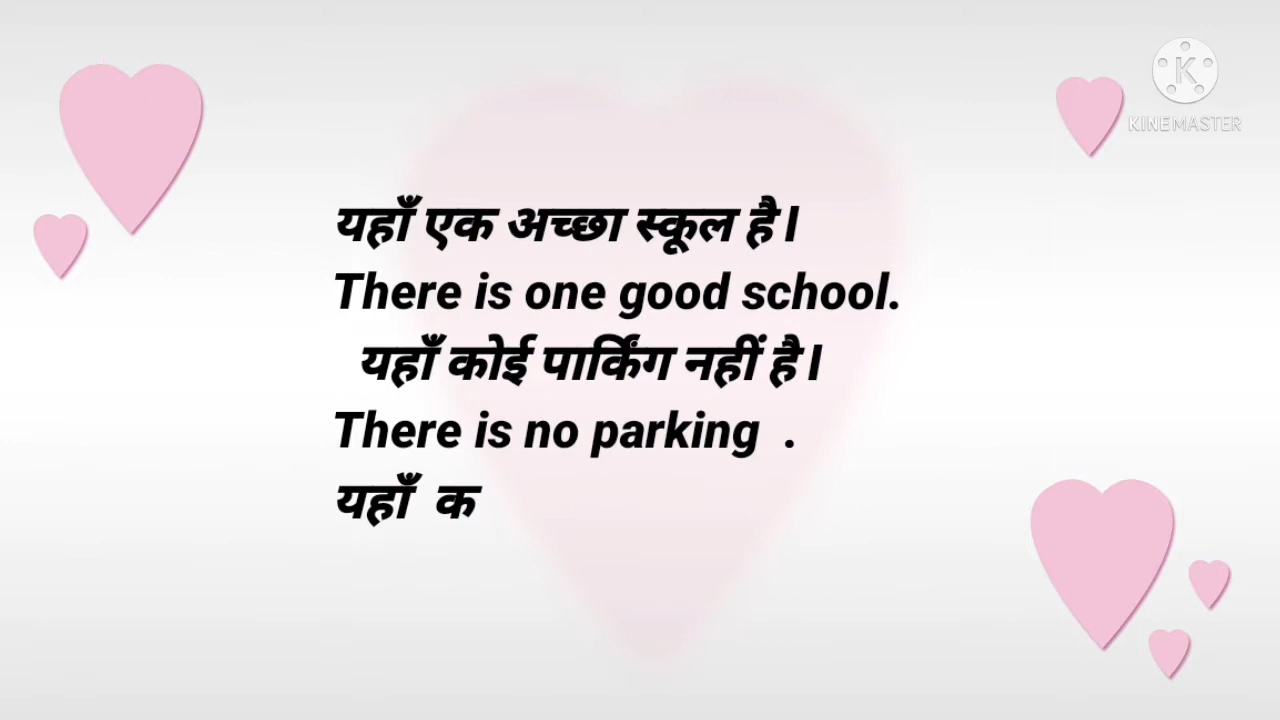 यहाँ एक अच्छा स्कूल है I
There is one good school.
यहाँ कोई पार्किंग नहीं है I
There is no parking .
यहाँ क
KINEMASTER